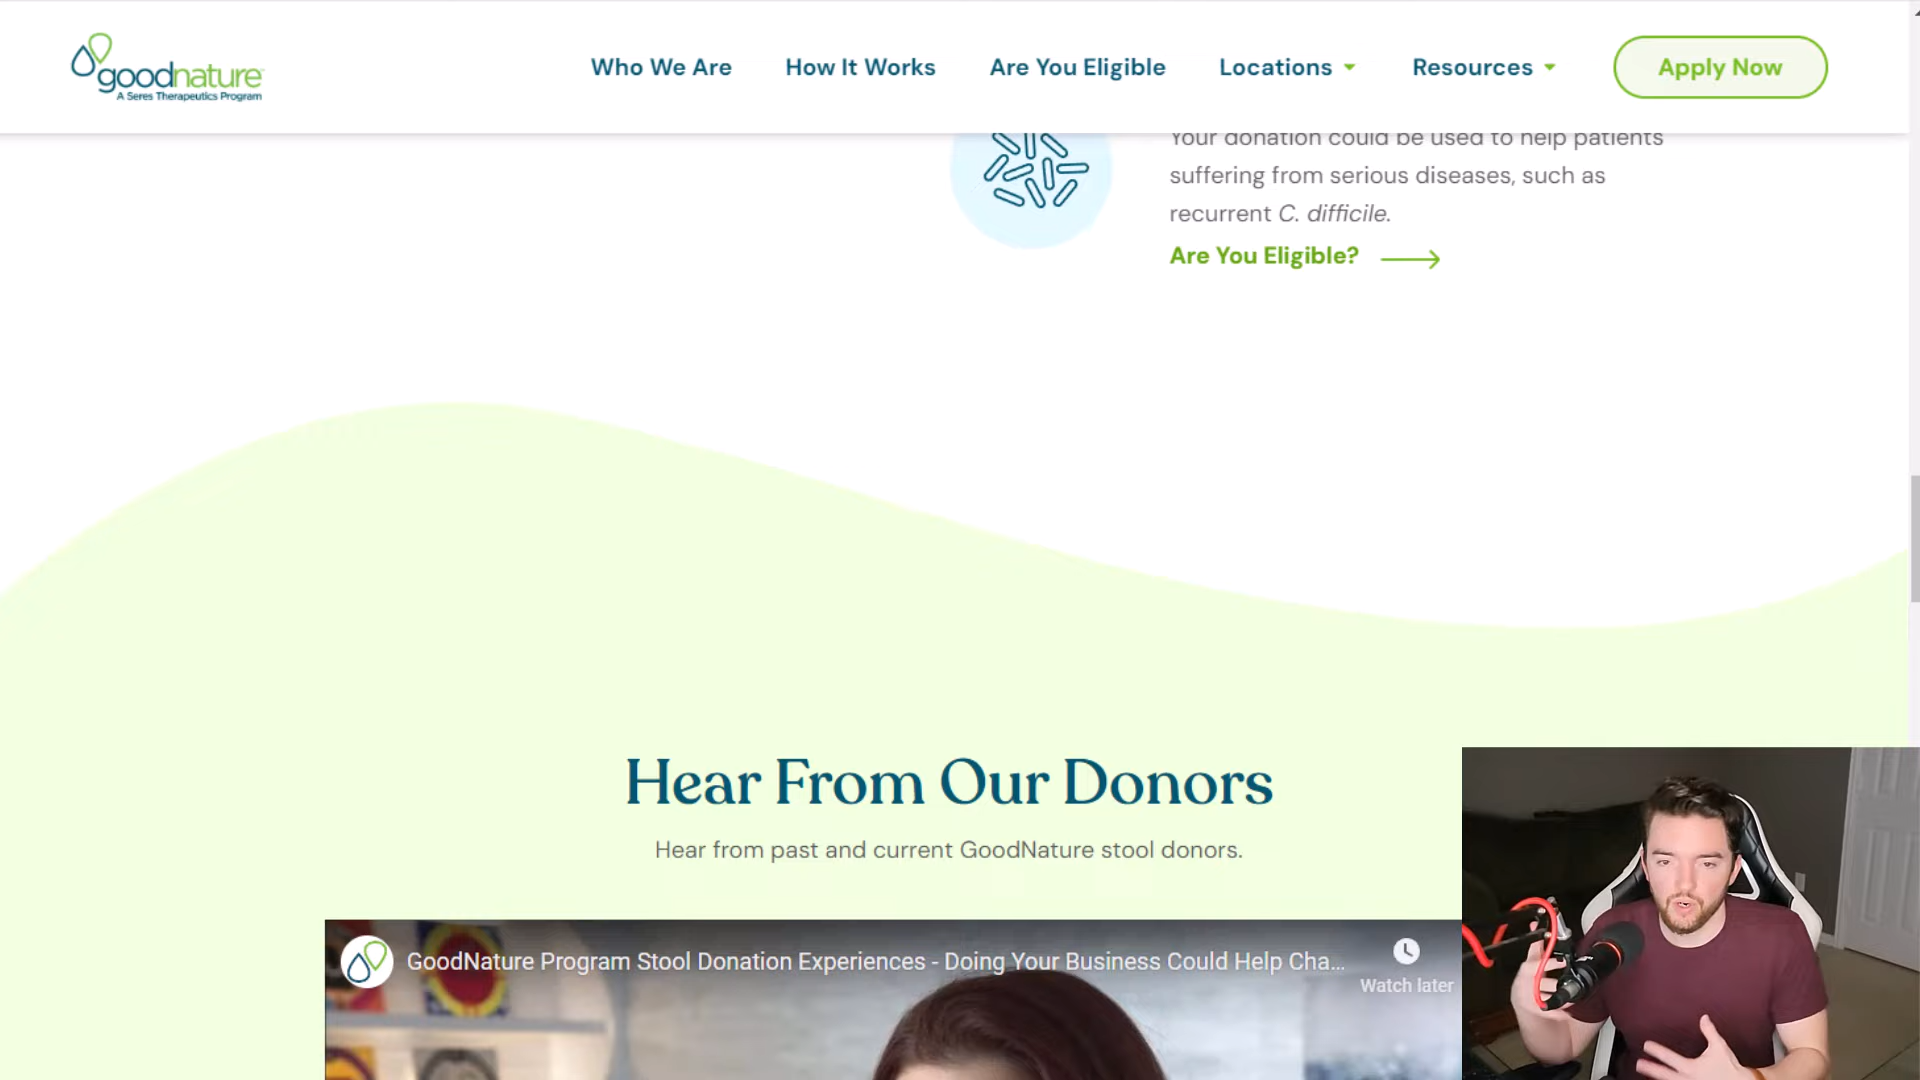 goodnature
A Seres Therapeutics Program
Who We Are
How It Works
Are You Eligible
Locations
Resources
Apply Now
Your donation could be used to help patients
suffering from serious diseases, such as
recurrent C. difficile.
Are You Eligible?
Hear From Our Donors
Hear from past and current GoodNature stool donors.
GoodNature Program Stool Donation Experiences - Doing Your Business Could Help Cha...
Watch later